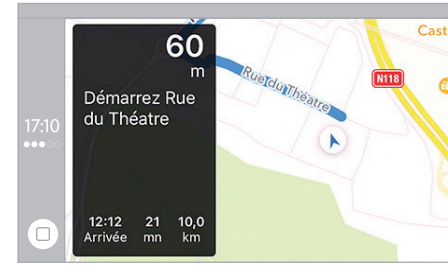 60
m
Démarrez Rue
du Théatre
17:10
12:12 21 10,0
Arrivée mn km
Rue du Théatre
N118
Cast